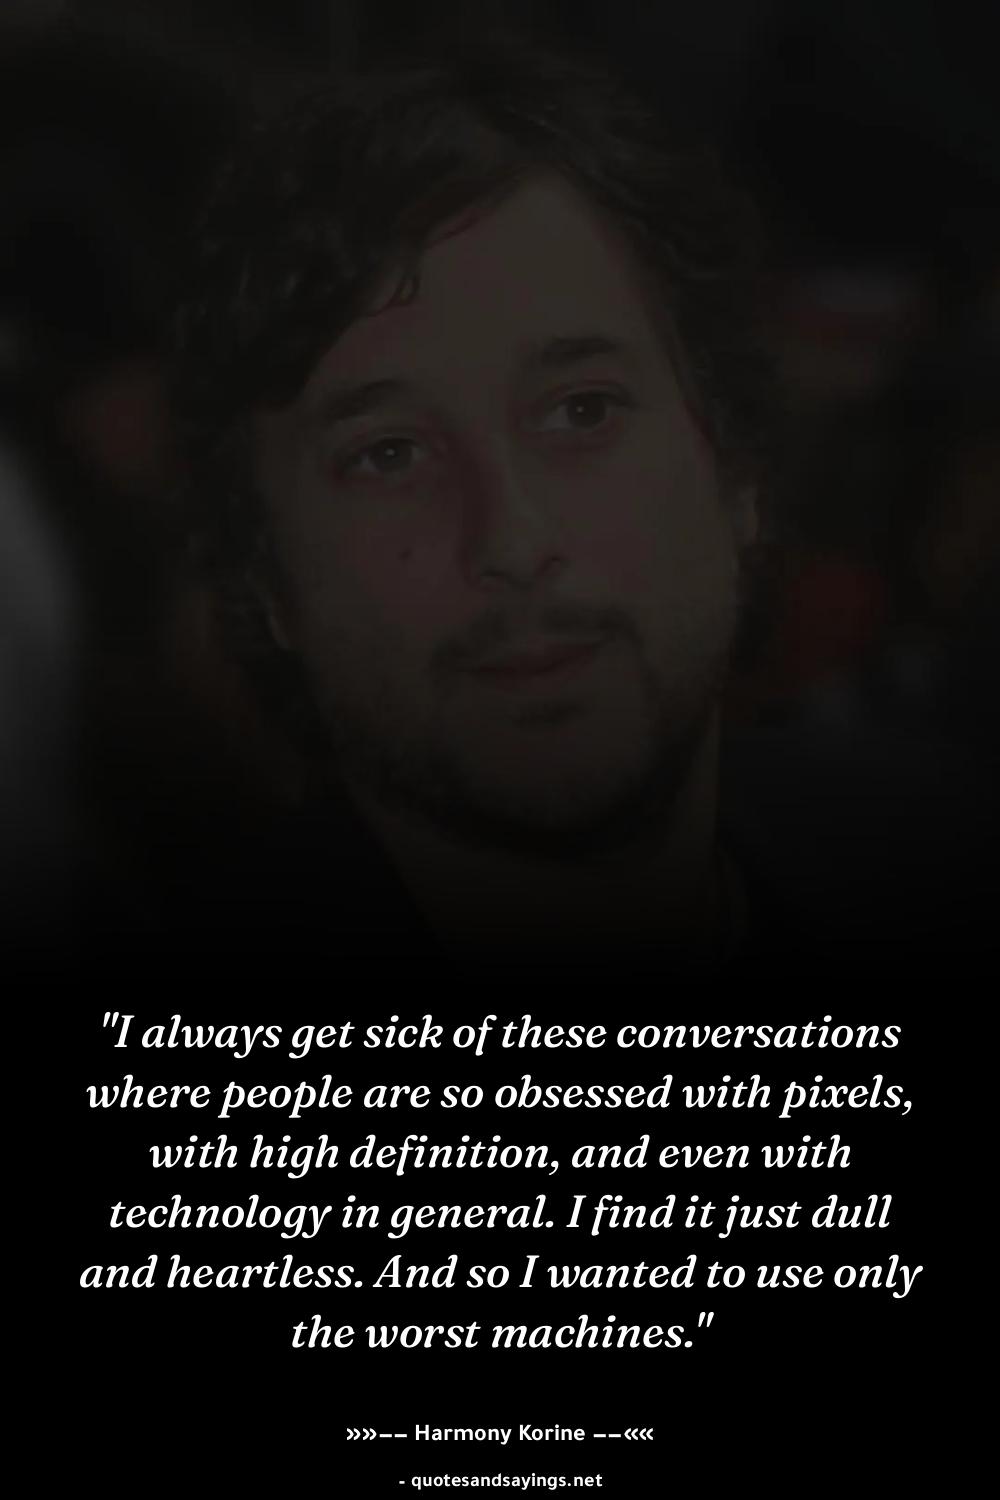 "I always get sick of these conversations
where people are so obsessed with pixels,
with high definition, and even with
technology in general. I find it just dull
and heartless. And so I wanted to use only
the worst machines."
»»–– Harmony Korine ––««
- quotesandsayings.net